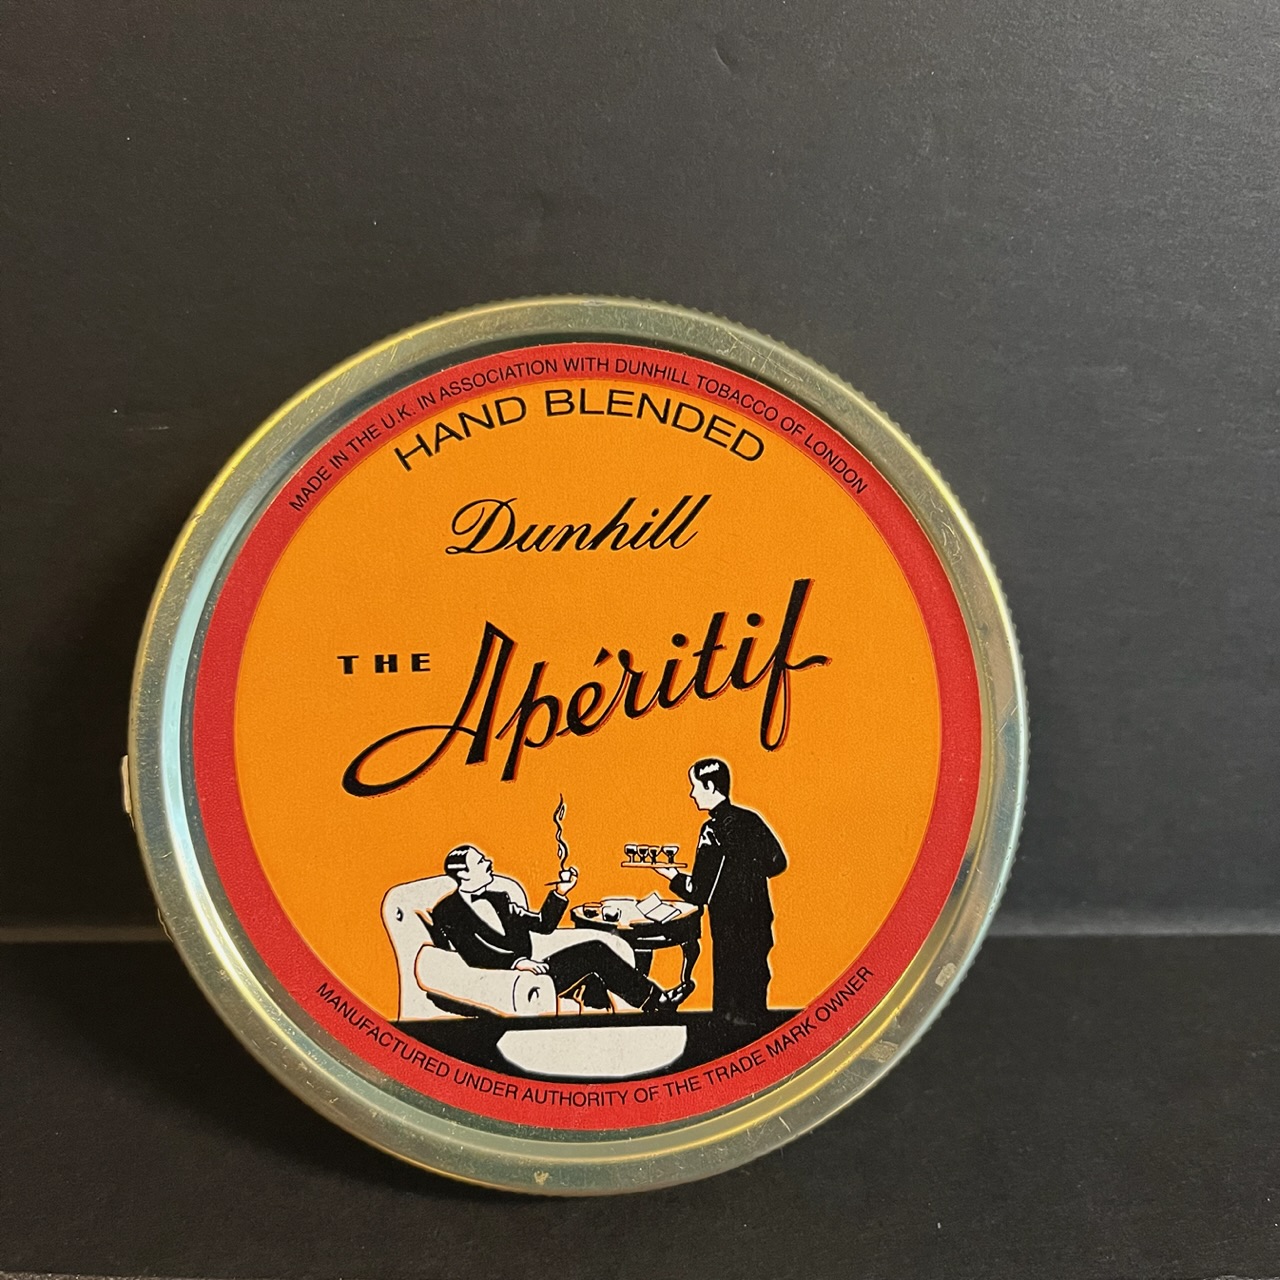 MADE IN THE U.K. IN ASSOCIATION WITH DUNHILL TOBACCO OF LONDON
HAND BLENDED
Dunhill
THE Apéritif
MANUFACTURED UNDER AUTHORITY OF THE TRADE MARK OWNER